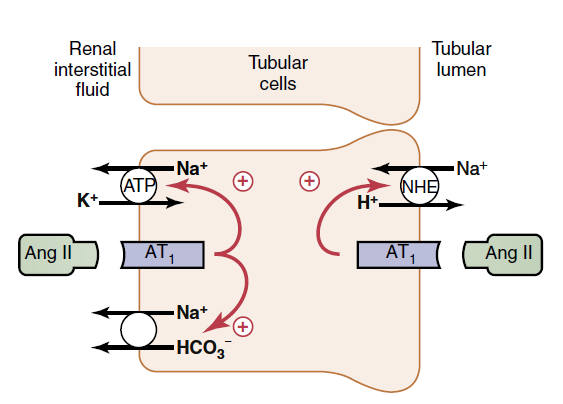 Renal
interstitial
fluid
Tubular
cells
Tubular
lumen
Na⁺
+
+
Na⁺
ATP
NHE
K⁺
H⁺
Ang II
AT₁
AT₁
Ang II
Na⁺
+
HCO₃⁻